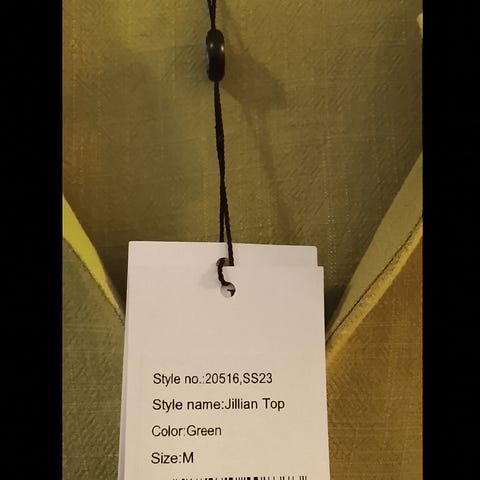 Style no.:20516,SS23
Style name:Jillian Top
Color:Green
Size:M